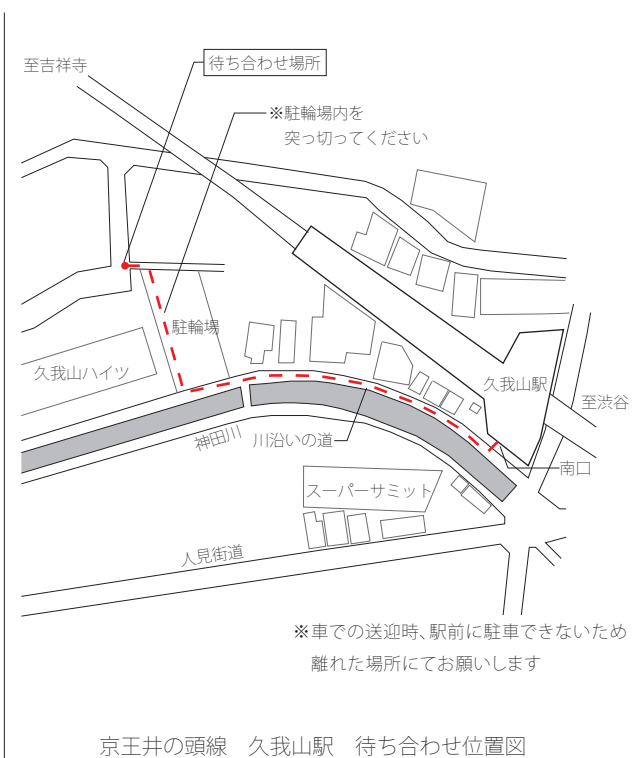 待ち合わせ場所
至吉祥寺
※駐輪場内を
突っ切ってください
駐輪場
久我山ハイツ
久我山駅
至渋谷
神田川
川沿いの道
南口
スーパーサミット
人見街道
※車での送迎時、駅前に駐車できないため
離れた場所にてお願いします
京王井の頭線　久我山駅　待ち合わせ位置図